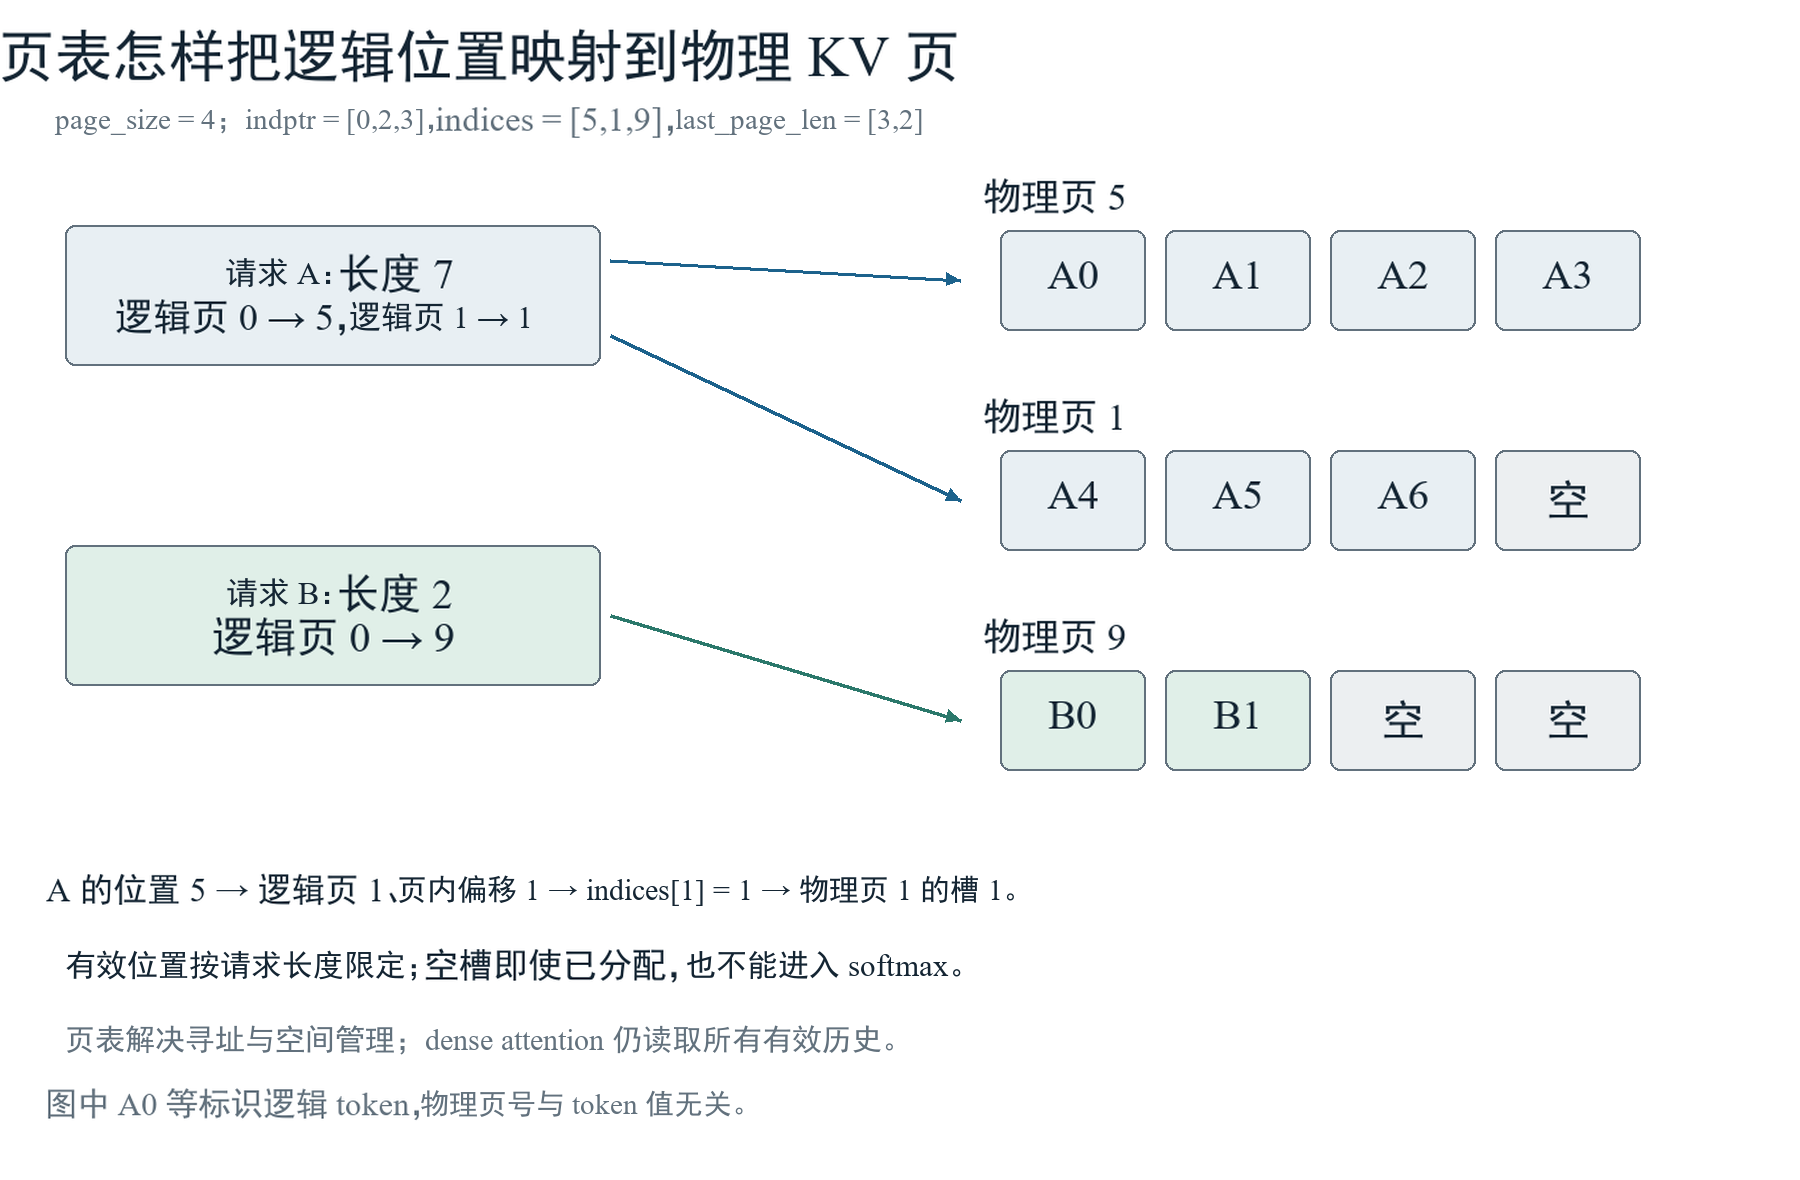 页表怎样把逻辑位置映射到物理 KV 页
page_size = 4；indptr = [0,2,3],indices = [5,1,9],last_page_len = [3,2]
物理页 5
请求 A:长度 7
逻辑页 0 → 5,逻辑页 1 → 1
A0 A1 A2 A3
物理页 1
A4 A5 A6 空
请求 B:长度 2
逻辑页 0 → 9
物理页 9
B0 B1 空 空
A 的位置 5 → 逻辑页 1、页内偏移 1 → indices[1] = 1 → 物理页 1 的槽 1。
有效位置按请求长度限定;空槽即使已分配,也不能进入 softmax。
页表解决寻址与空间管理；dense attention 仍读取所有有效历史。
图中 A0 等标识逻辑 token,物理页号与 token 值无关。